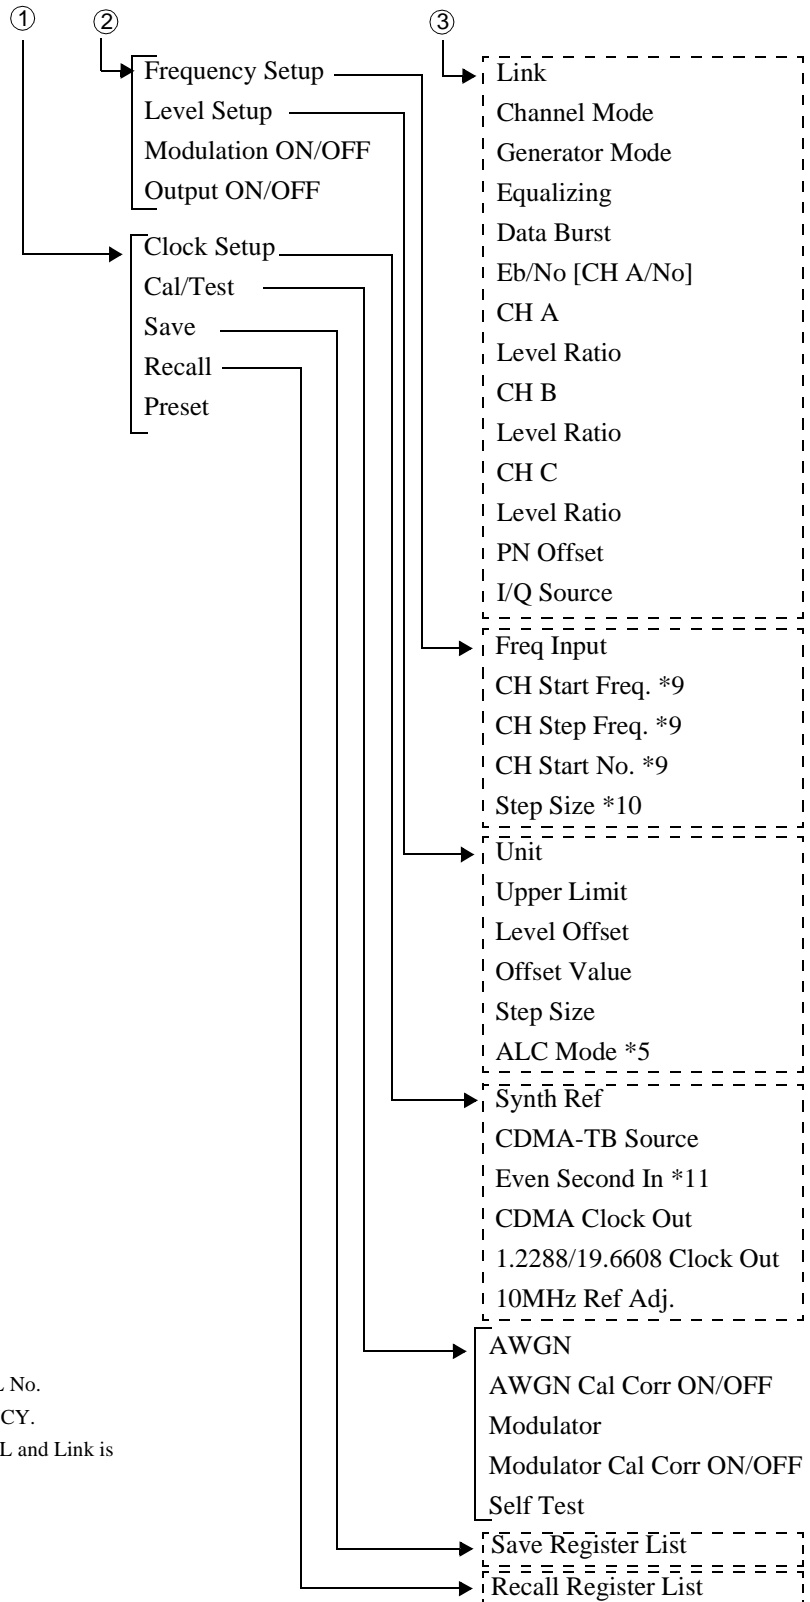 ① ② ③
Frequency Setup
Level Setup
Modulation ON/OFF
Output ON/OFF
Clock Setup
Cal/Test
Save
Recall
Preset
Link
Channel Mode
Generator Mode
Equalizing
Data Burst
Eb/No [CH A/No]
CH A
Level Ratio
CH B
Level Ratio
CH C
Level Ratio
PN Offset
I/Q Source
Freq Input
CH Start Freq. *9
CH Step Freq. *9
CH Start No. *9
Step Size *10
Unit
Upper Limit
Level Offset
Offset Value
Step Size
ALC Mode *5
Synth Ref
CDMA-TB Source
Even Second In *11
CDMA Clock Out
1.2288/19.6608 Clock Out
10MHz Ref Adj.
AWGN
AWGN Cal Corr ON/OFF
Modulator
Modulator Cal Corr ON/OFF
Self Test
Save Register List
Recall Register List
L No.
CY.
L and Link is